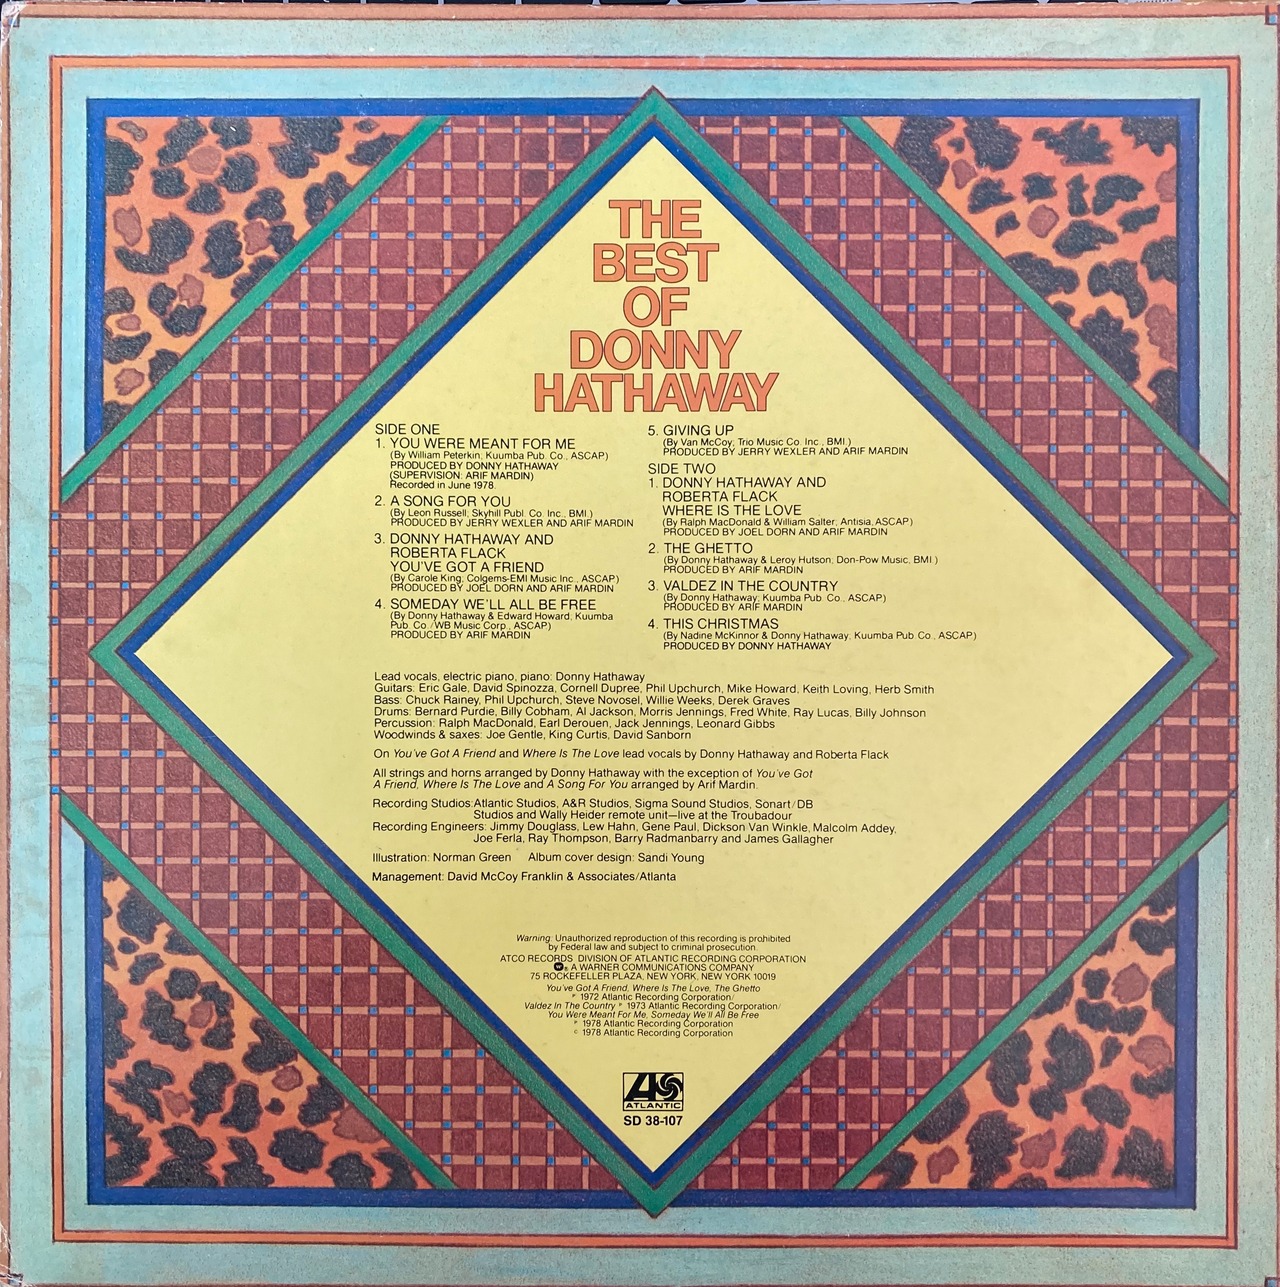 THE
BEST
OF
DONNY
HATHAWAY
SIDE ONE
1. YOU WERE MEANT FOR ME
(By William Peterkin; Kuumba Pub. Co., ASCAP)
PRODUCED BY DONNY HATHAWAY
(SUPERVISION: ARIF MARDIN)
Recorded in June 1978.
2. A SONG FOR YOU
(By Leon Russell; Skyhill Publ. Co. Inc., BMI.)
PRODUCED BY JERRY WEXLER AND ARIF MARDIN
3. DONNY HATHAWAY AND
ROBERTA FLACK
YOU'VE GOT A FRIEND
(By Carole King; Colgems-EMI Music Inc., ASCAP)
PRODUCED BY JOEL DORN AND ARIF MARDIN
4. SOMEDAY WE'LL ALL BE FREE
(By Donny Hathaway & Edward Howard; Kuumba
Pub. Co./WB Music Corp., ASCAP)
PRODUCED BY ARIF MARDIN
5. GIVING UP
(By Van McCoy; Trio Music Co. Inc., BMI.)
PRODUCED BY JERRY WEXLER AND ARIF MARDIN
SIDE TWO
1. DONNY HATHAWAY AND
ROBERTA FLACK
WHERE IS THE LOVE
(By Ralph MacDonald & William Salter; Antisia, ASCAP)
PRODUCED BY JOEL DORN AND ARIF MARDIN
2. THE GHETTO
(By Donny Hathaway & Leroy Hutson; Don-Pow Music, BMI.)
PRODUCED BY ARIF MARDIN
3. VALDEZ IN THE COUNTRY
(By Donny Hathaway; Kuumba Pub. Co., ASCAP)
PRODUCED BY ARIF MARDIN
4. THIS CHRISTMAS
(By Nadine McKinnor & Donny Hathaway; Kuumba Pub. Co., ASCAP)
PRODUCED BY DONNY HATHAWAY
Lead vocals, electric piano, piano: Donny Hathaway
Guitars: Eric Gale, David Spinozza, Cornell Dupree, Phil Upchurch, Mike Howard, Keith Loving, Herb Smith
Bass: Chuck Rainey, Phil Upchurch, Steve Novosel, Willie Weeks, Derek Graves
Drums: Bernard Purdie, Billy Cobham, Al Jackson, Morris Jennings, Fred White, Ray Lucas, Billy Johnson
Percussion: Ralph MacDonald, Earl Derouen, Jack Jennings, Leonard Gibbs
Woodwinds & saxes: Joe Gentle, King Curtis, David Sanborn
On You've Got A Friend and Where Is The Love lead vocals by Donny Hathaway and Roberta Flack
All strings and horns arranged by Donny Hathaway with the exception of You've Got
A Friend, Where Is The Love and A Song For You arranged by Arif Mardin.
Recording Studios: Atlantic Studios, A&R Studios, Sigma Sound Studios, Sonart/DB
Studios and Wally Heider remote unit—live at the Troubadour
Recording Engineers: Jimmy Douglass, Lew Hahn, Gene Paul, Dickson Van Winkle, Malcolm Addey,
Joe Ferla, Ray Thompson, Barry Radmanbarry and James Gallagher
Illustration: Norman Green Album cover design: Sandi Young
Management: David McCoy Franklin & Associates/Atlanta
Warning: Unauthorized reproduction of this recording is prohibited
by Federal law and subject to criminal prosecution.
ATCO RECORDS DIVISION OF ATLANTIC RECORDING CORPORATION
W ® A WARNER COMMUNICATIONS COMPANY
75 ROCKEFELLER PLAZA, NEW YORK, NEW YORK 10019
You've Got A Friend, Where Is The Love, The Ghetto
℗ 1972 Atlantic Recording Corporation/
Valdez In The Country ℗ 1973 Atlantic Recording Corporation/
You Were Meant For Me, Someday We'll All Be Free
℗ 1978 Atlantic Recording Corporation
© 1978 Atlantic Recording Corporation
ATLANTIC
SD 38-107